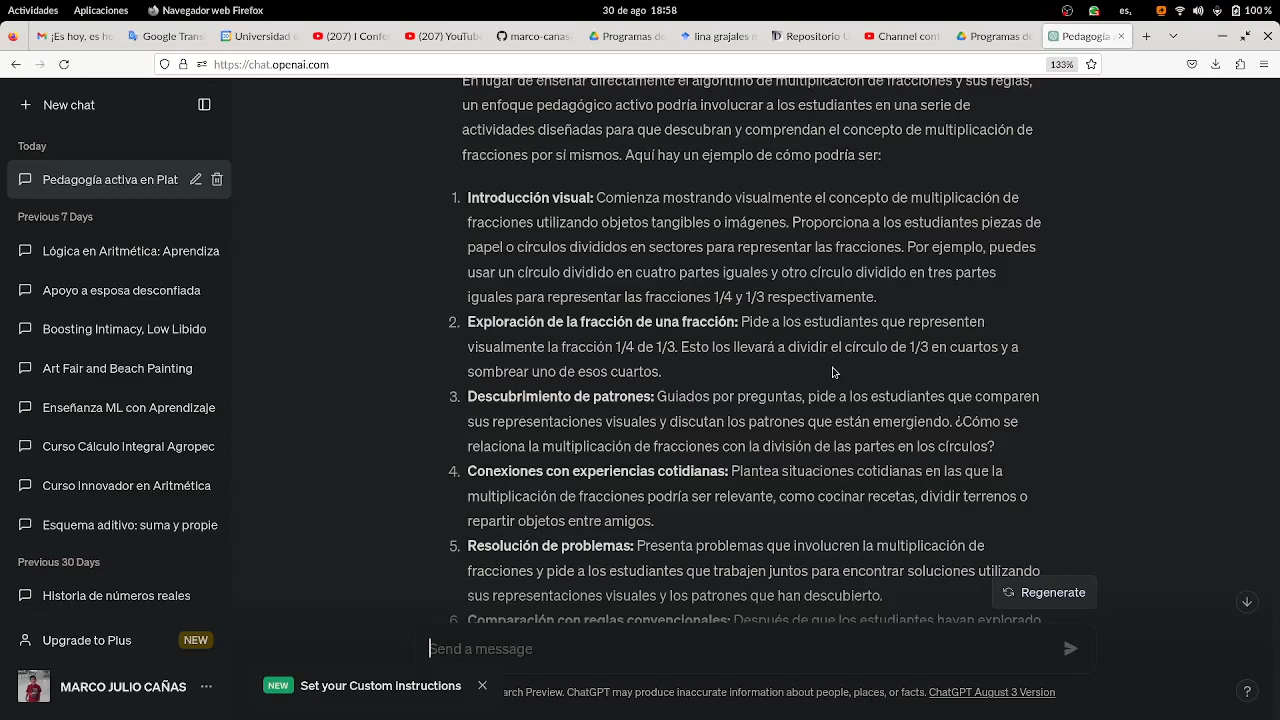 Actividades Aplicaciones Navegador web Firefox 30 de ago 18:58 es, 100 %
¡Es hoy, es ho Google Trans Universidad d (207) I Confe (207) YouTube marco-canas/ Programas de lina grajales m Repositorio U Channel cont Programas de Pedagogía a
https://chat.openai.com 133%
New chat
Today
Pedagogía activa en Plat
Previous 7 Days
Lógica en Aritmética: Aprendiza
Apoyo a esposa desconfiada
Boosting Intimacy, Low Libido
Art Fair and Beach Painting
Enseñanza ML con Aprendizaje
Curso Cálculo Integral Agropec
Curso Innovador en Aritmética
Esquema aditivo: suma y propie
Previous 30 Days
Historia de números reales
Upgrade to Plus NEW
MARCO JULIO CAÑAS
En lugar de enseñar directamente el algoritmo de multiplicación de fracciones y sus reglas,
un enfoque pedagógico activo podría involucrar a los estudiantes en una serie de
actividades diseñadas para que descubran y comprendan el concepto de multiplicación de
fracciones por sí mismos. Aquí hay un ejemplo de cómo podría ser:
1. Introducción visual: Comienza mostrando visualmente el concepto de multiplicación de
fracciones utilizando objetos tangibles o imágenes. Proporciona a los estudiantes piezas de
papel o círculos divididos en sectores para representar las fracciones. Por ejemplo, puedes
usar un círculo dividido en cuatro partes iguales y otro círculo dividido en tres partes
iguales para representar las fracciones 1/4 y 1/3 respectivamente.
2. Exploración de la fracción de una fracción: Pide a los estudiantes que representen
visualmente la fracción 1/4 de 1/3. Esto los llevará a dividir el círculo de 1/3 en cuartos y a
sombrear uno de esos cuartos.
3. Descubrimiento de patrones: Guiados por preguntas, pide a los estudiantes que comparen
sus representaciones visuales y discutan los patrones que están emergiendo. ¿Cómo se
relaciona la multiplicación de fracciones con la división de las partes en los círculos?
4. Conexiones con experiencias cotidianas: Plantea situaciones cotidianas en las que la
multiplicación de fracciones podría ser relevante, como cocinar recetas, dividir terrenos o
repartir objetos entre amigos.
5. Resolución de problemas: Presenta problemas que involucren la multiplicación de
fracciones y pide a los estudiantes que trabajen juntos para encontrar soluciones utilizando
sus representaciones visuales y los patrones que han descubierto.
6. Comparación con reglas convencionales: Después de que los estudiantes hayan explorado
Regenerate
Send a message
NEW Set your Custom Instructions
arch Preview. ChatGPT may produce inaccurate information about people, places, or facts. ChatGPT August 3 Version
?